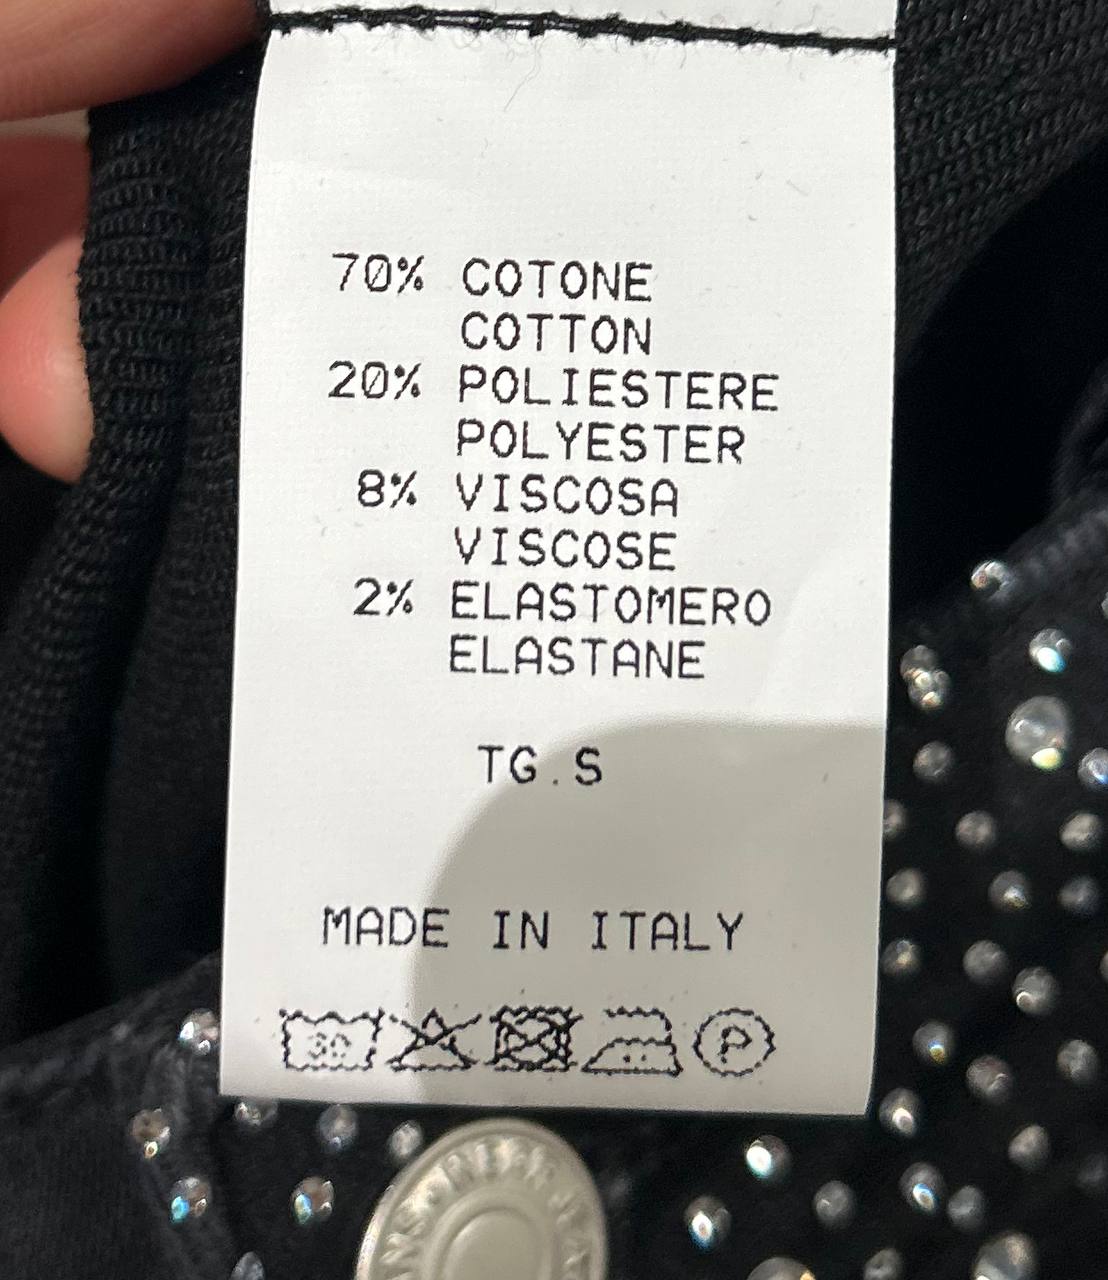 70% COTONE
COTTON
20% POLIESTERE
POLYESTER
8% VISCOSA
VISCOSE
2% ELASTOMERO
ELASTANE
TG.S
MADE IN ITALY
30 P